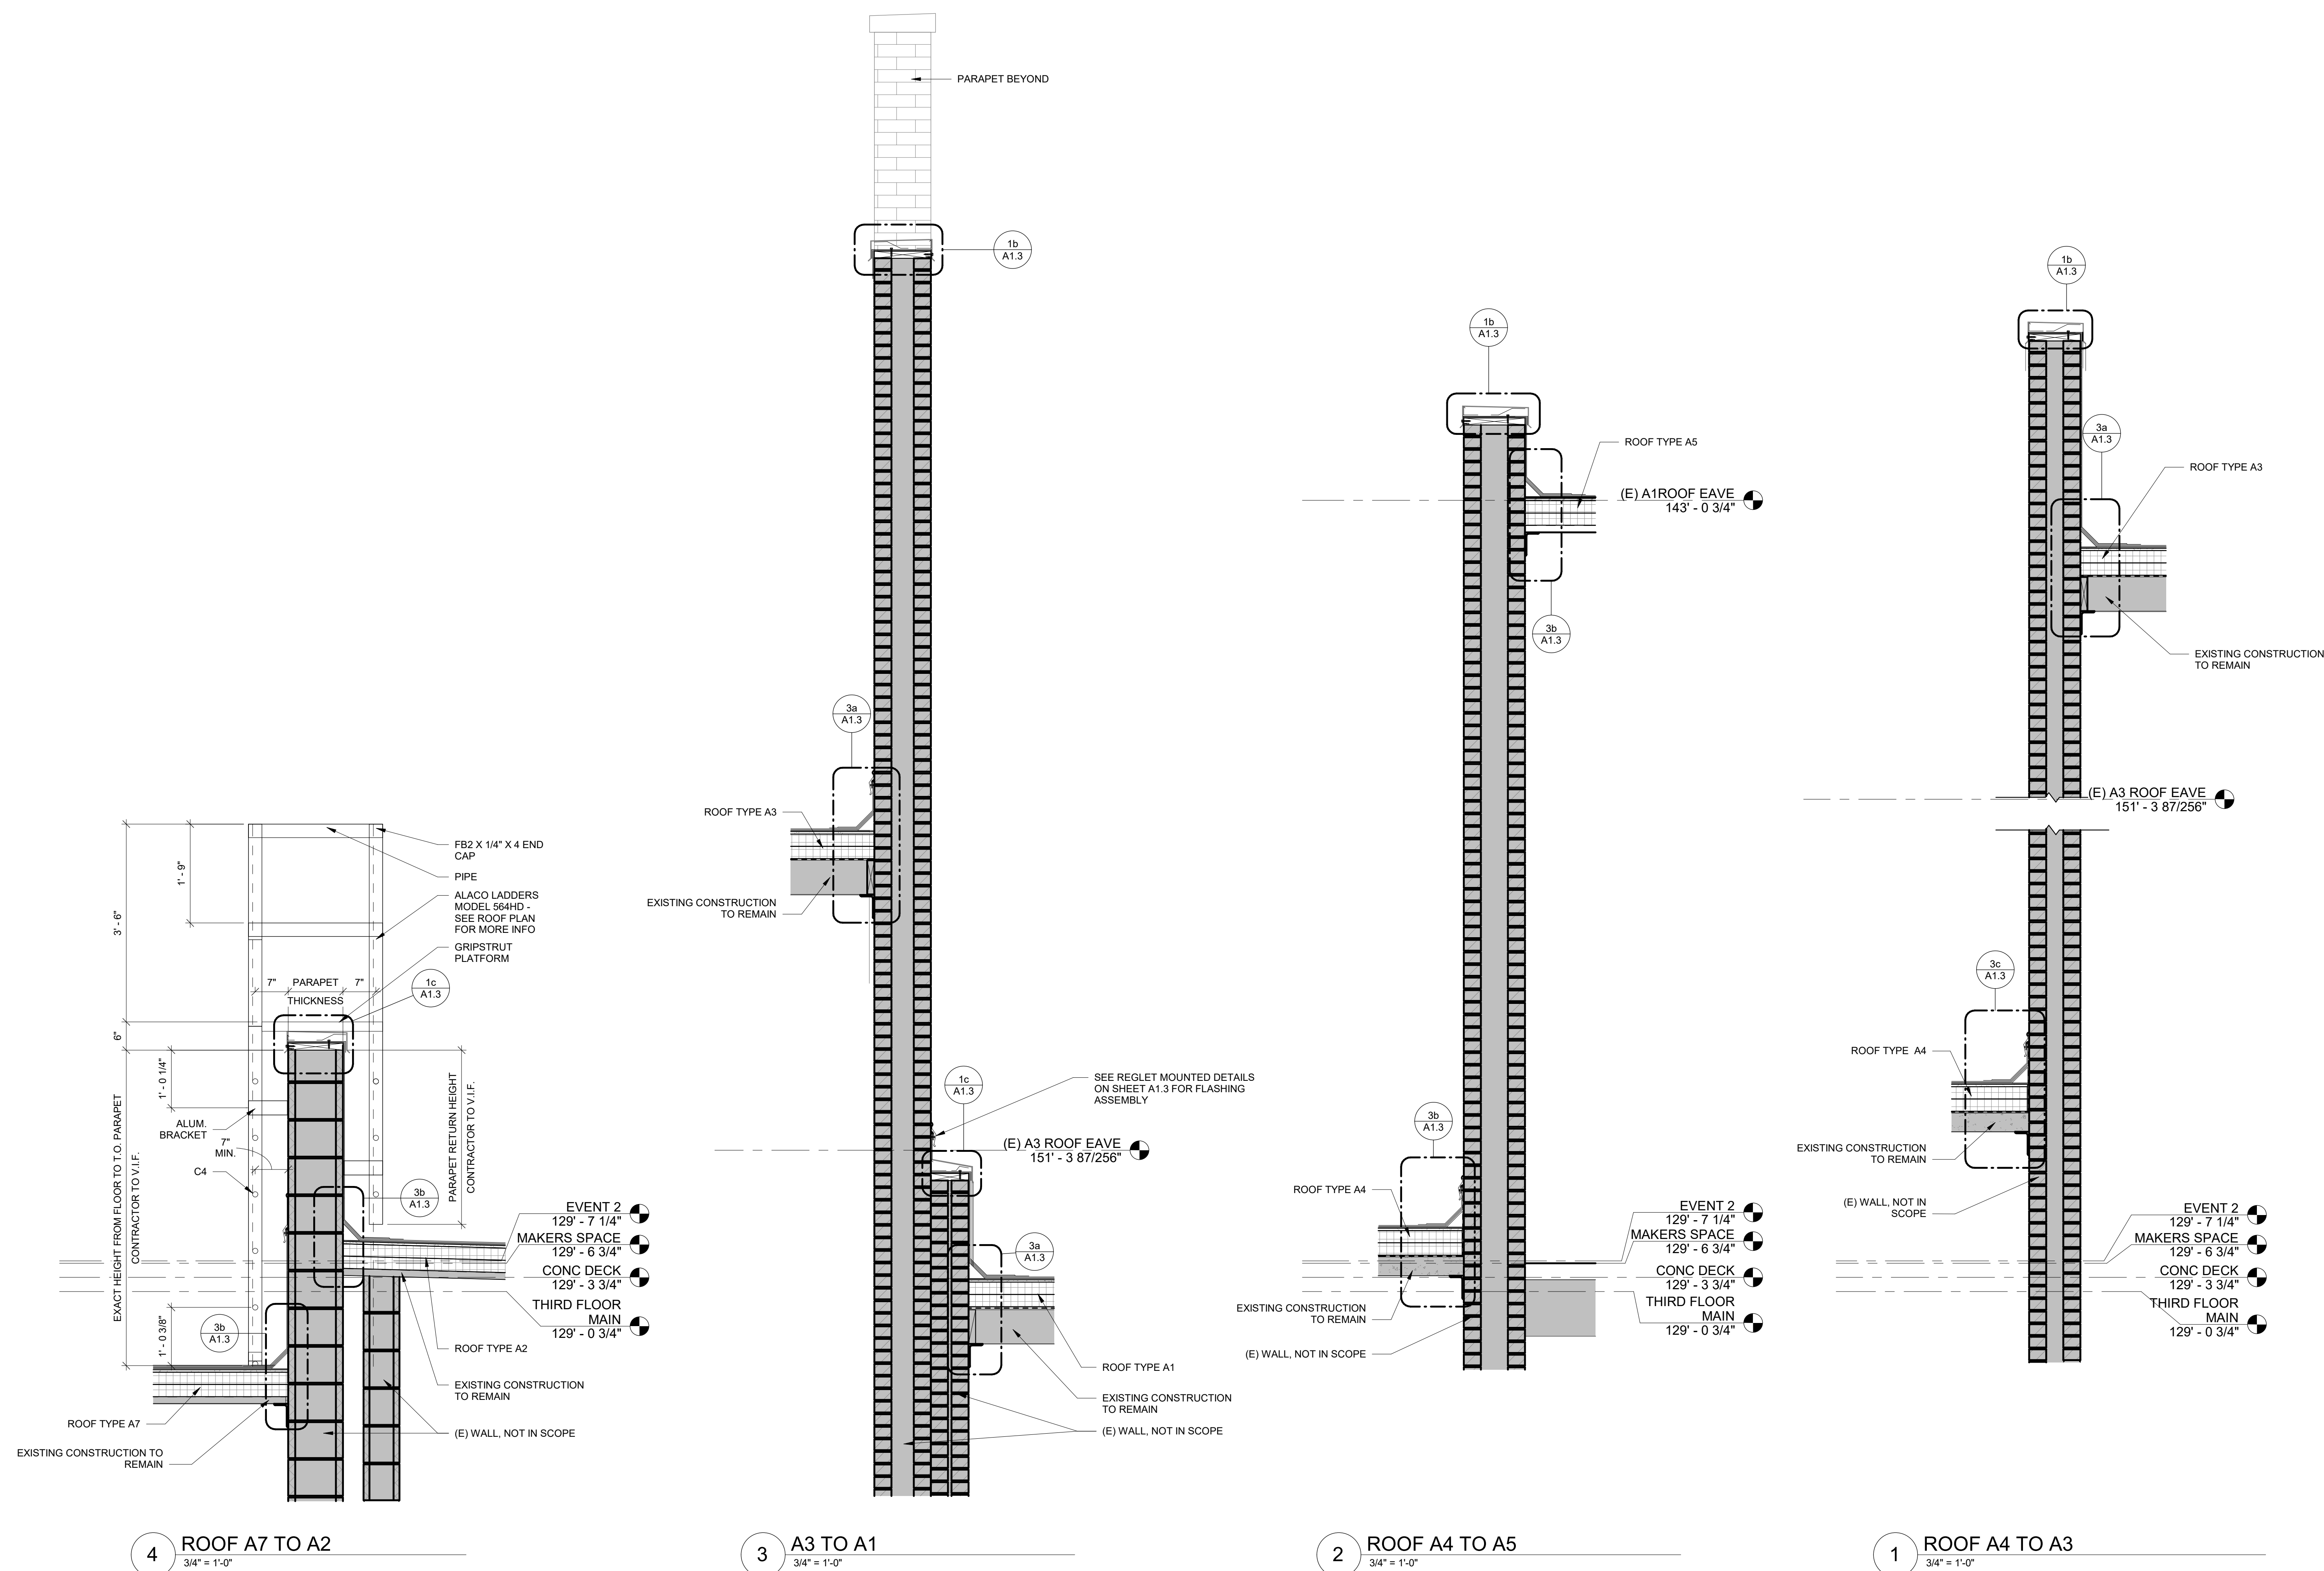 PARAPET BEYOND
1b
A1.3
3a
A1.3
ROOF TYPE A3
EXISTING CONSTRUCTION
TO REMAIN
1c
A1.3
SEE REGLET MOUNTED DETAILS
ON SHEET A1.3 FOR FLASHING
ASSEMBLY
(E) A3 ROOF EAVE
151' - 3 87/256"
3a
A1.3
ROOF TYPE A1
EXISTING CONSTRUCTION
TO REMAIN
(E) WALL, NOT IN SCOPE
3
A3 TO A1
3/4" = 1'-0"
3' - 6"
1' - 9"
FB2 X 1/4" X 4 END
CAP
PIPE
ALACO LADDERS
MODEL 564HD -
SEE ROOF PLAN
FOR MORE INFO
GRIPSTRUT
PLATFORM
7"
PARAPET
THICKNESS
7"
1c
A1.3
6"
1' - 0 1/4"
EXACT HEIGHT FROM FLOOR TO T.O. PARAPET
CONTRACTOR TO V.I.F.
PARAPET RETURN HEIGHT
CONTRACTOR TO V.I.F.
ALUM.
BRACKET
7"
MIN.
C4
3b
A1.3
EVENT 2
129' - 7 1/4"
MAKERS SPACE
129' - 6 3/4"
CONC DECK
129' - 3 3/4"
THIRD FLOOR
MAIN
129' - 0 3/4"
1' - 0 3/8"
3b
A1.3
ROOF TYPE A2
EXISTING CONSTRUCTION
TO REMAIN
(E) WALL, NOT IN SCOPE
ROOF TYPE A7
EXISTING CONSTRUCTION TO
REMAIN
4
ROOF A7 TO A2
3/4" = 1'-0"
1b
A1.3
ROOF TYPE A5
(E) A1ROOF EAVE
143' - 0 3/4"
3b
A1.3
3b
A1.3
ROOF TYPE A4
EXISTING CONSTRUCTION
TO REMAIN
(E) WALL, NOT IN SCOPE
EVENT 2
129' - 7 1/4"
MAKERS SPACE
129' - 6 3/4"
CONC DECK
129' - 3 3/4"
THIRD FLOOR
MAIN
129' - 0 3/4"
2
ROOF A4 TO A5
3/4" = 1'-0"
1b
A1.3
3a
A1.3
ROOF TYPE A3
EXISTING CONSTRUCTION
TO REMAIN
(E) A3 ROOF EAVE
151' - 3 87/256"
3c
A1.3
ROOF TYPE A4
EXISTING CONSTRUCTION
TO REMAIN
(E) WALL, NOT IN
SCOPE
EVENT 2
129' - 7 1/4"
MAKERS SPACE
129' - 6 3/4"
CONC DECK
129' - 3 3/4"
THIRD FLOOR
MAIN
129' - 0 3/4"
1
ROOF A4 TO A3
3/4" = 1'-0"